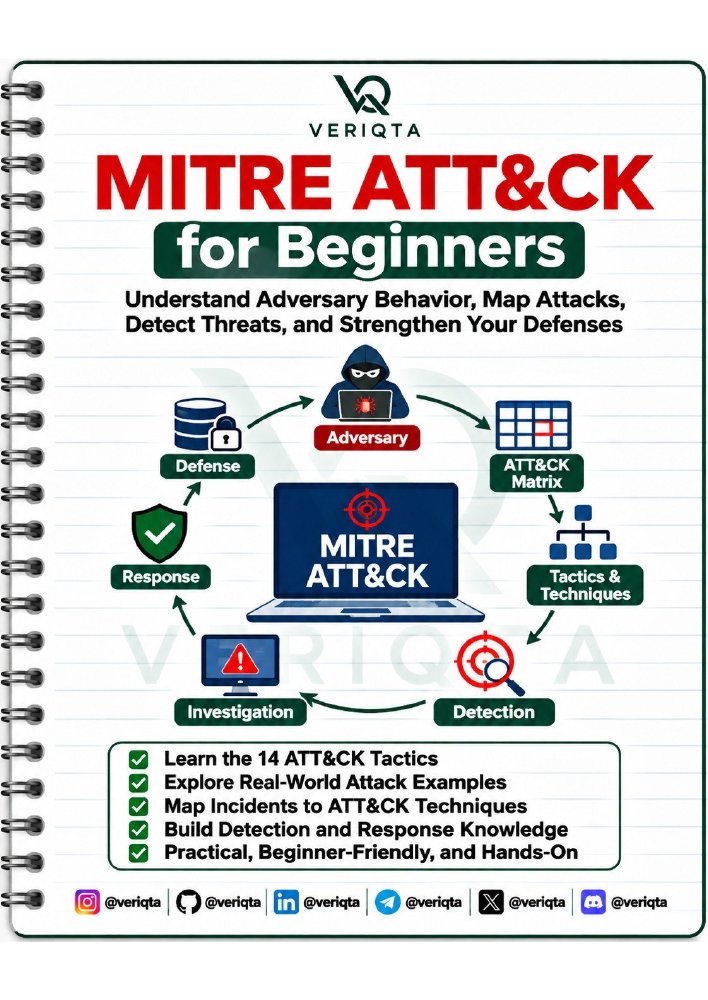 VERIQTA
MITRE ATT&CK
for Beginners
Understand Adversary Behavior, Map Attacks,
Detect Threats, and Strengthen Your Defenses
Adversary
ATT&CK
Matrix
Tactics &
Techniques
Detection
Investigation
Response
Defense
MITRE
ATT&CK
VERIQTA
Learn the 14 ATT&CK Tactics
Explore Real-World Attack Examples
Map Incidents to ATT&CK Techniques
Build Detection and Response Knowledge
Practical, Beginner-Friendly, and Hands-On
@veriqta @veriqta @veriqta @veriqta @veriqta @veriqta